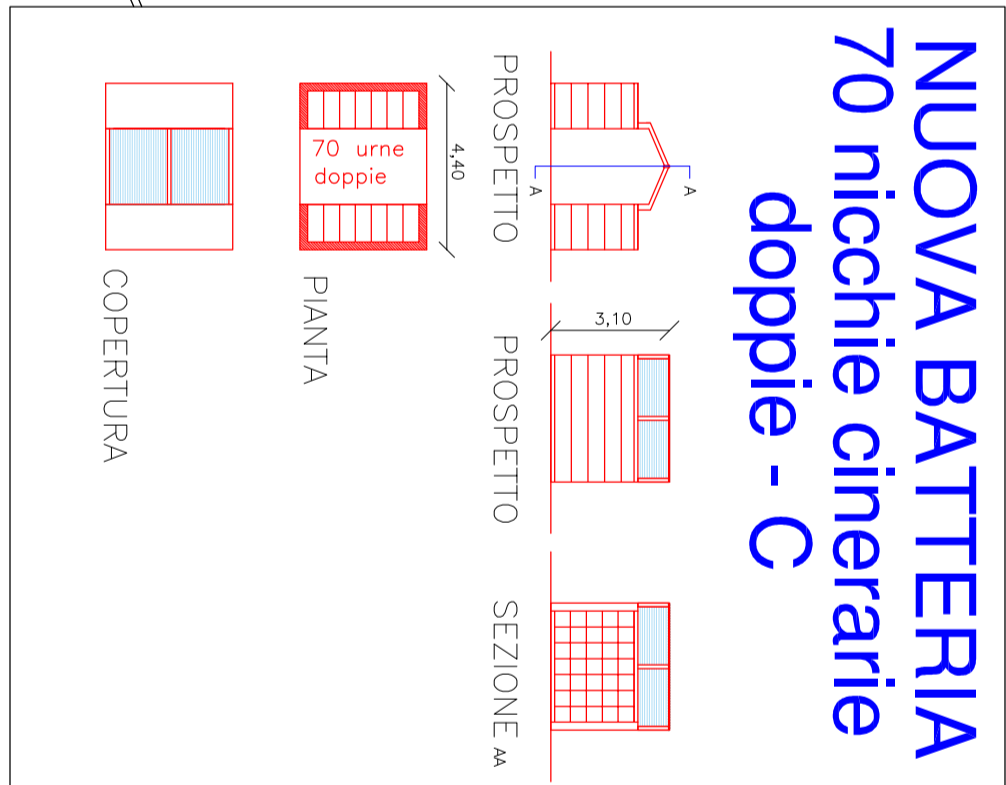 NUOVA BATTERIA
70 nicchie cinerarie
doppie - C
A
A
PROSPETTO
3,10
PROSPETTO
SEZIONE AA
4,40
70 urne
doppie
PIANTA
COPERTURA